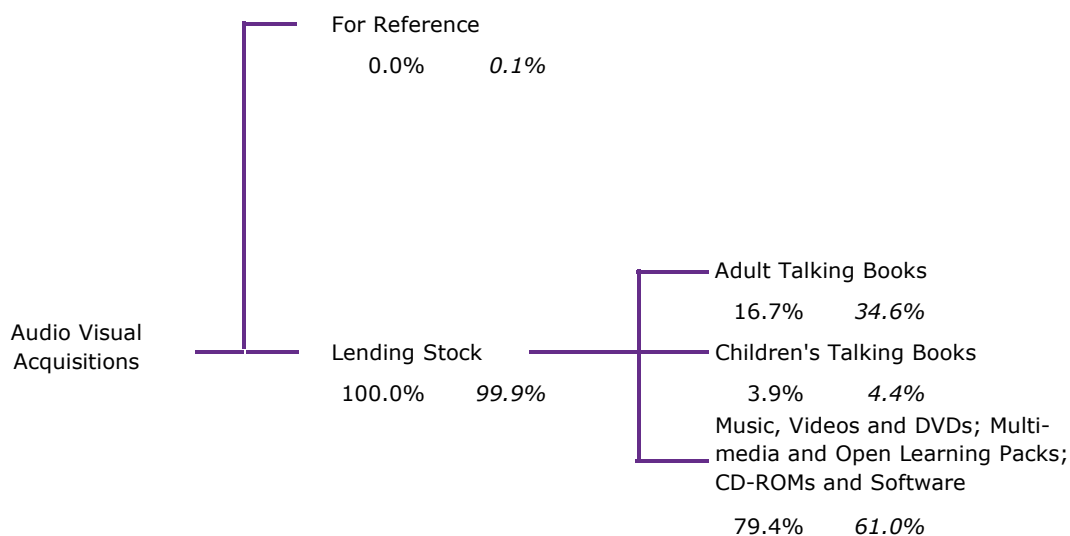 For Reference
0.0% 0.1%
Adult Talking Books
16.7% 34.6%
Audio Visual
Acquisitions
Lending Stock
100.0% 99.9%
Children's Talking Books
3.9% 4.4%
Music, Videos and DVDs; Multi-
media and Open Learning Packs;
CD-ROMs and Software
79.4% 61.0%